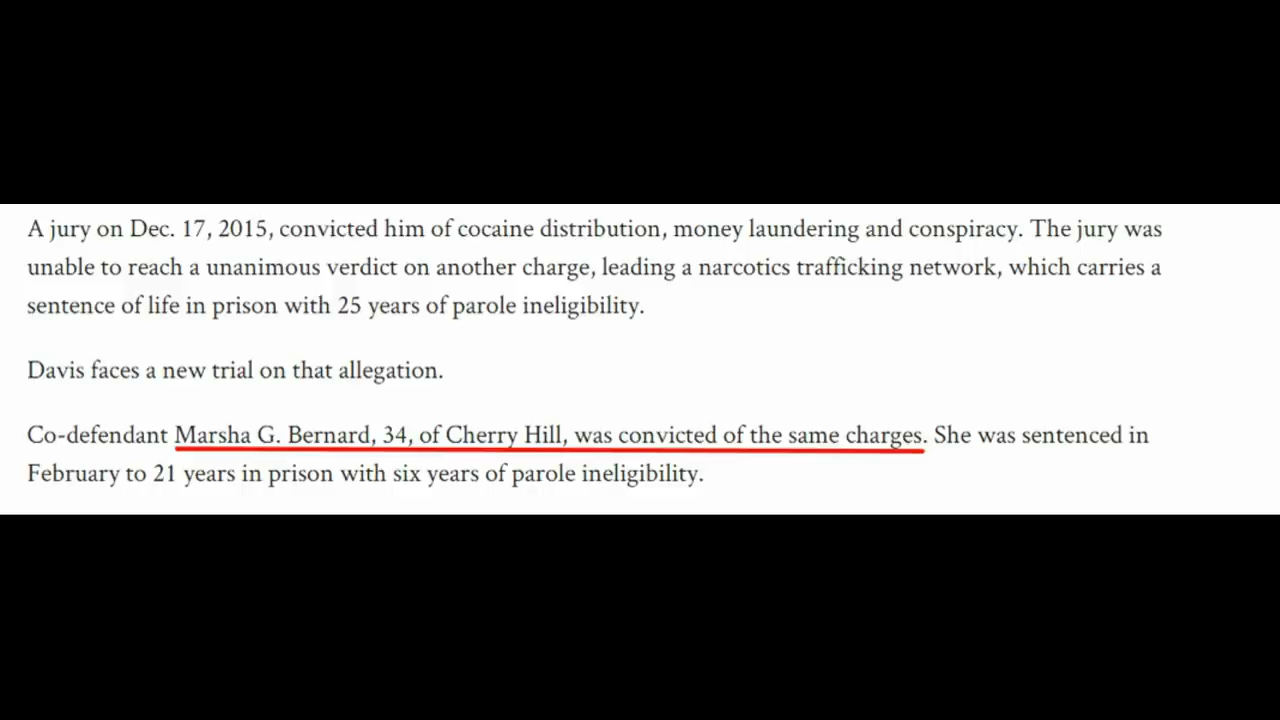 A jury on Dec. 17, 2015, convicted him of cocaine distribution, money laundering and conspiracy. The jury was
unable to reach a unanimous verdict on another charge, leading a narcotics trafficking network, which carries a
sentence of life in prison with 25 years of parole ineligibility.
Davis faces a new trial on that allegation.
Co-defendant Marsha G. Bernard, 34, of Cherry Hill, was convicted of the same charges. She was sentenced in
February to 21 years in prison with six years of parole ineligibility.